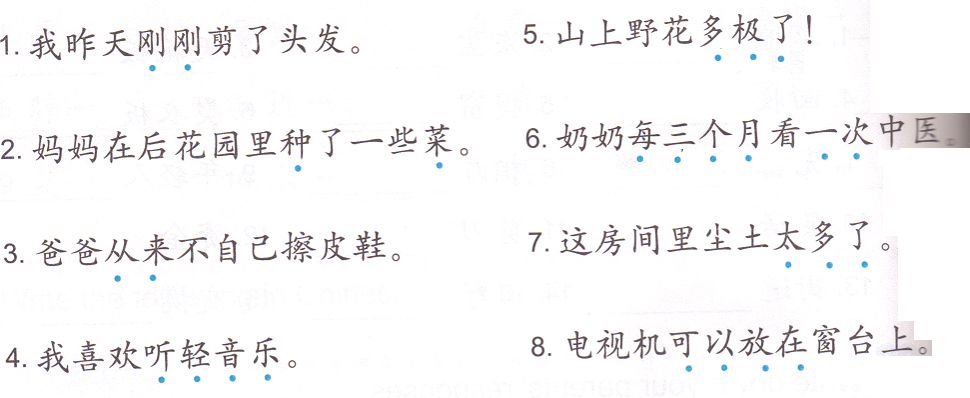 1. 我昨天刚刚剪了头发。
2. 妈妈在后花园里种了一些菜。
3. 爸爸从来不自己擦皮鞋。
4. 我喜欢听轻音乐。
5. 山上野花多极了！
6. 奶奶每三个月看一次中医。
7. 这房间里尘土太多了。
8. 电视机可以放在窗台上。